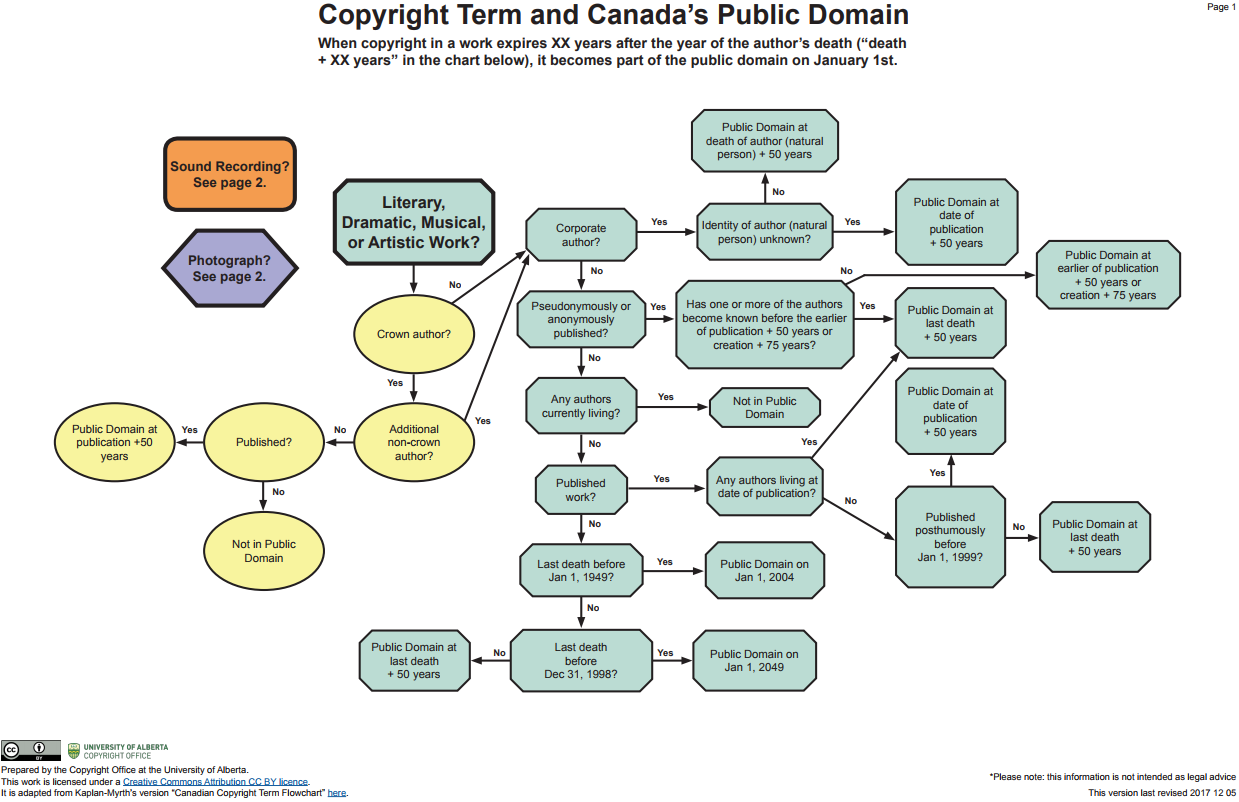 Page 1
Copyright Term and Canada’s Public Domain
When copyright in a work expires XX years after the year of the author’s death (“death
+ XX years” in the chart below), it becomes part of the public domain on January 1st.
Sound Recording?
See page 2.
Photograph?
See page 2.
Literary,
Dramatic, Musical,
or Artistic Work?
No
Crown author?
Yes
Additional
non-crown
author?
Yes
No
Published?
Yes
Public Domain at
publication +50
years
No
Not in Public
Domain
Corporate
author?
Yes
Identity of author (natural
person) unknown?
No
Public Domain at
death of author (natural
person) + 50 years
Yes
Public Domain at
date of
publication
+ 50 years
No
Pseudonymously or
anonymously
published?
Yes
Has one or more of the authors
become known before the earlier
of publication + 50 years or
creation + 75 years?
No
Public Domain at
earlier of publication
+ 50 years or
creation + 75 years
Yes
Public Domain at
last death
+ 50 years
No
Any authors
currently living?
Yes
Not in Public
Domain
No
Published
work?
Yes
Any authors living at
date of publication?
Yes
No
Published
posthumously
before
Jan 1, 1999?
Yes
Public Domain at
date of
publication
+ 50 years
No
Public Domain at
last death
+ 50 years
No
Last death before
Jan 1, 1949?
Yes
Public Domain on
Jan 1, 2004
No
Last death
before
Dec 31, 1998?
Yes
Public Domain on
Jan 1, 2049
No
Public Domain at
last death
+ 50 years
cc
BY
UNIVERSITY OF ALBERTA
COPYRIGHT OFFICE
Prepared by the Copyright Office at the University of Alberta.
This work is licensed under a Creative Commons Attribution CC BY licence.
It is adapted from Kaplan-Myrth's version “Canadian Copyright Term Flowchart” here.
*Please note: this information is not intended as legal advice
This version last revised 2017 12 05